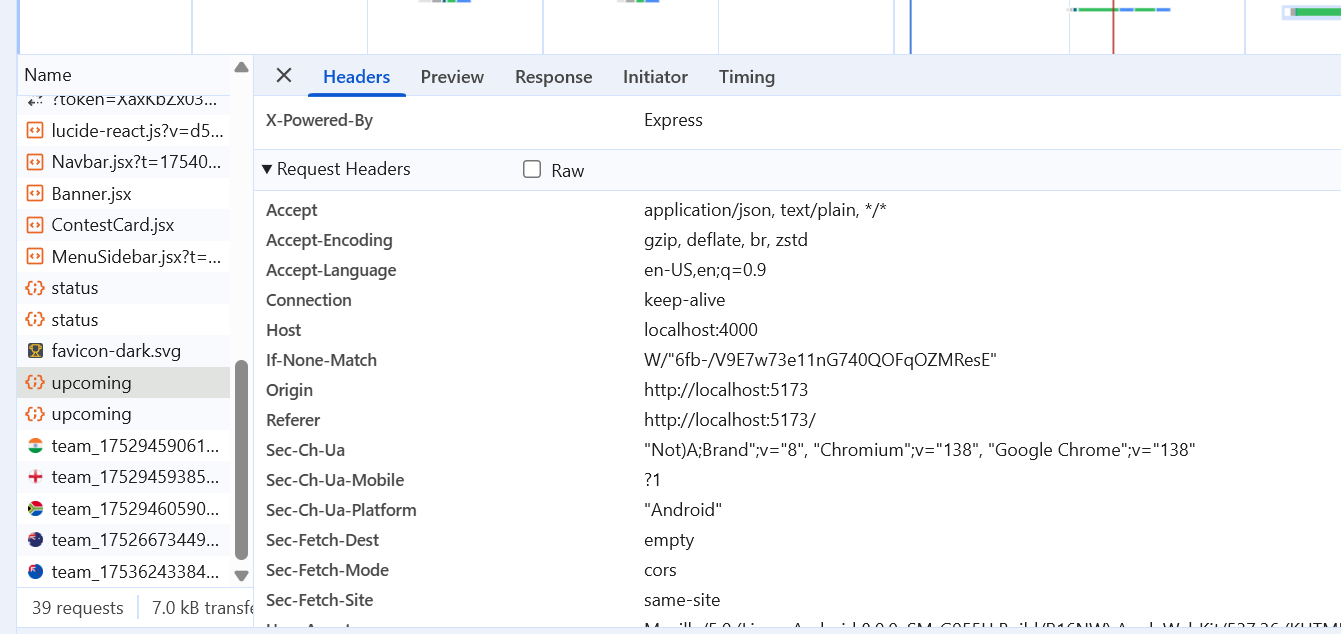 Name
Headers Preview Response Initiator Timing
?token=XaxKbZx03...
lucide-react.js?v=d5...
Navbar.jsx?t=17540...
Banner.jsx
ContestCard.jsx
MenuSidebar.jsx?t=...
status
status
favicon-dark.svg
upcoming
upcoming
team_17529459061...
team_17529459385...
team_17529460590...
team_17526673449...
team_17536243384...
39 requests 7.0 kB transfe
X-Powered-By Express
Request Headers Raw
Accept application/json, text/plain, */*
Accept-Encoding gzip, deflate, br, zstd
Accept-Language en-US,en;q=0.9
Connection keep-alive
Host localhost:4000
If-None-Match W/"6fb-/V9E7w73e11nG740QOFqOZMResE"
Origin http://localhost:5173
Referer http://localhost:5173/
Sec-Ch-Ua "Not)A;Brand";v="8", "Chromium";v="138", "Google Chrome";v="138"
Sec-Ch-Ua-Mobile ?1
Sec-Ch-Ua-Platform "Android"
Sec-Fetch-Dest empty
Sec-Fetch-Mode cors
Sec-Fetch-Site same-site